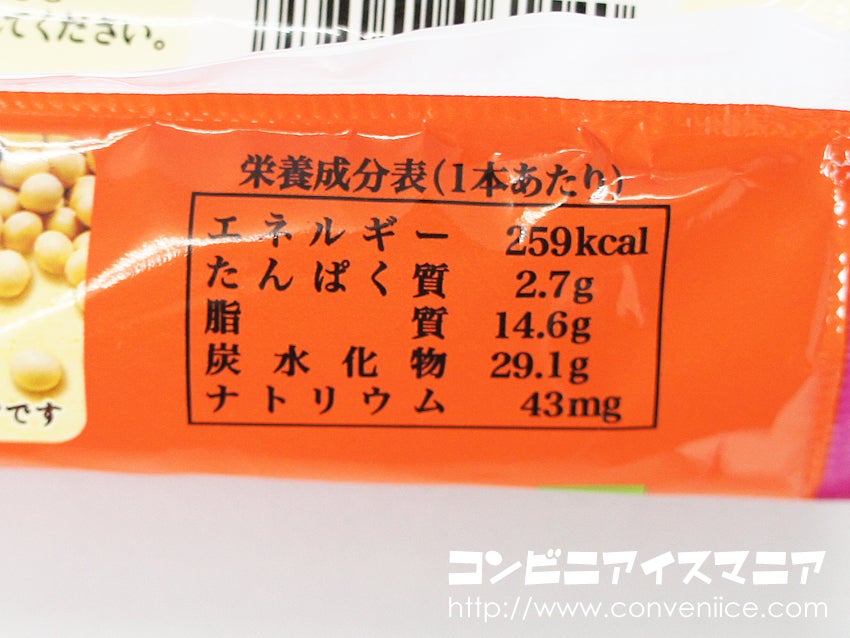 てください。
栄養成分表(1本あたり)
エネルギー 259kcal
たんぱく質 2.7g
脂質 14.6g
炭水化物 29.1g
ナトリウム 43mg
です
コンビニアイスマニア
http://www.conveniice.com/